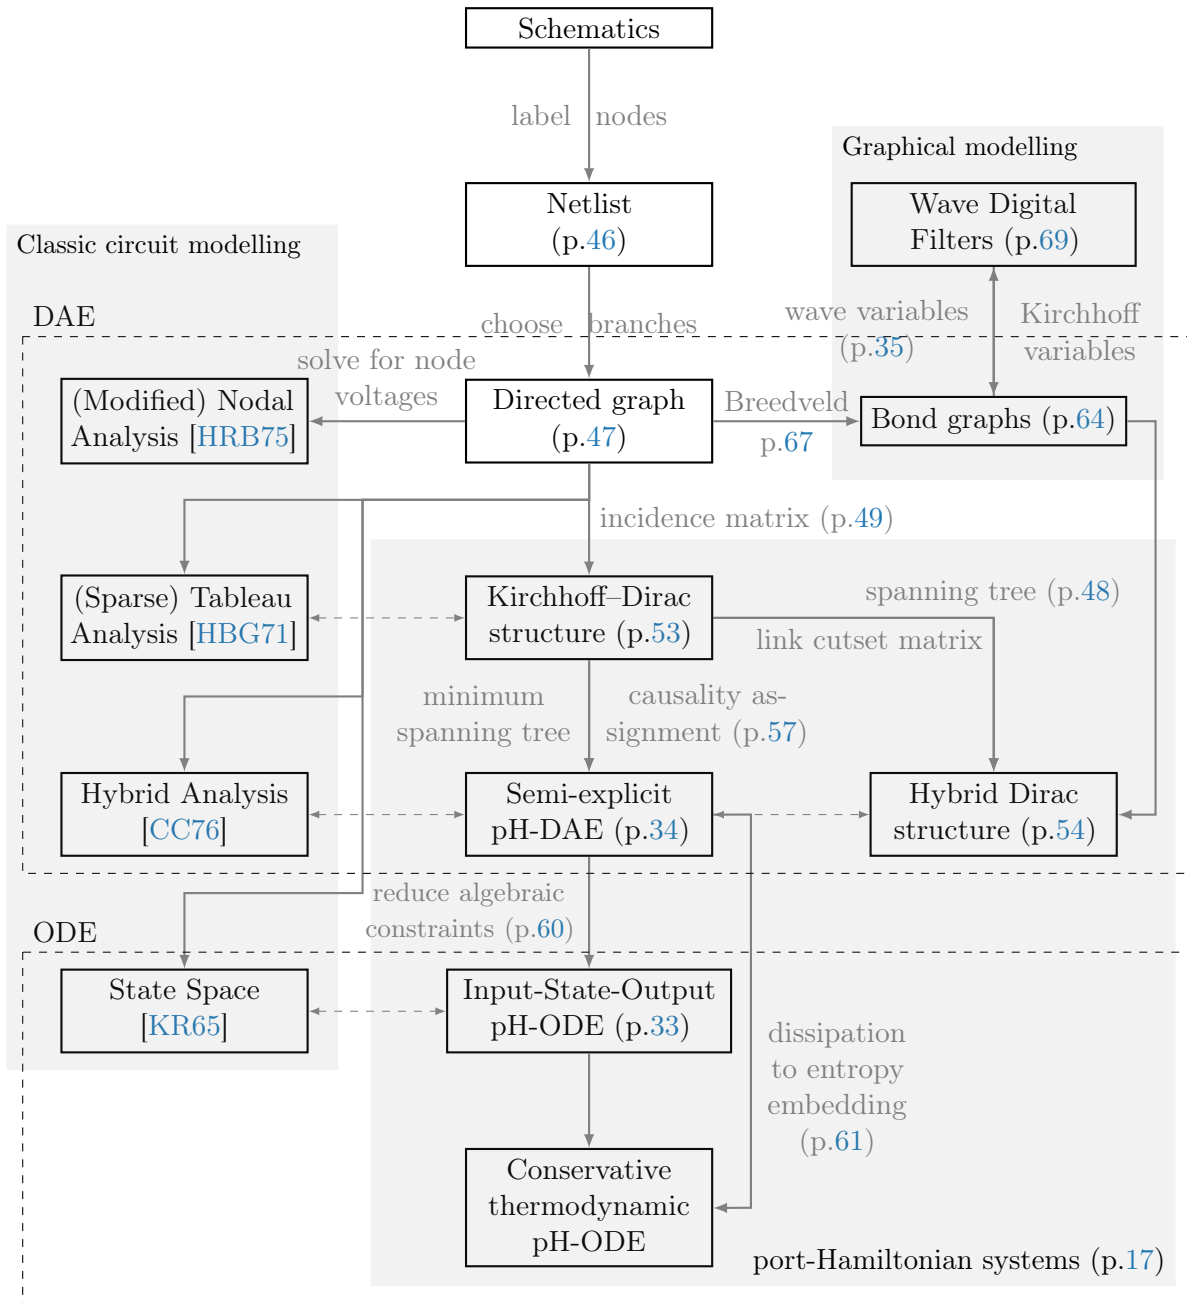 Schematics
label nodes
Graphical modelling
Netlist
(p.46)
Wave Digital
Filters (p.69)
Classic circuit modelling
DAE
choose branches
wave variables
(p.35)
Kirchhoff
variables
solve for node
voltages
(Modified) Nodal
Analysis [HRB75]
Directed graph
(p.47)
Breedveld
p.67
Bond graphs (p.64)
incidence matrix (p.49)
(Sparse) Tableau
Analysis [HBG71]
Kirchhoff–Dirac
structure (p.53)
spanning tree (p.48)
link cutset matrix
minimum
spanning tree
causality as-
signment (p.57)
Hybrid Analysis
[CC76]
Semi-explicit
pH-DAE (p.34)
Hybrid Dirac
structure (p.54)
reduce algebraic
constraints (p.60)
ODE
State Space
[KR65]
Input-State-Output
pH-ODE (p.33)
dissipation
to entropy
embedding
(p.61)
Conservative
thermodynamic
pH-ODE
port-Hamiltonian systems (p.17)